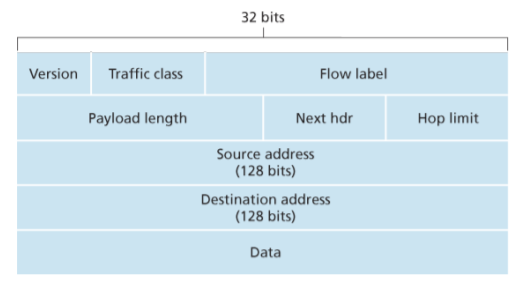 32 bits
Version Traffic class Flow label
Payload length Next hdr Hop limit
Source address
(128 bits)
Destination address
(128 bits)
Data